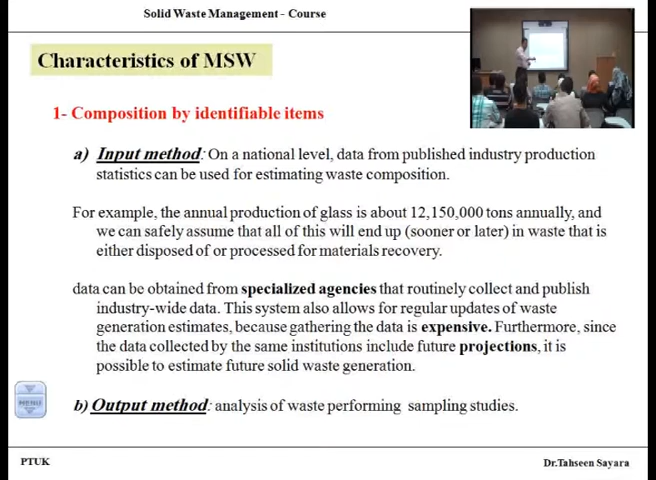 Solid Waste Management - Course
Characteristics of MSW
1- Composition by identifiable items
a) Input method: On a national level, data from published industry production
statistics can be used for estimating waste composition.
For example, the annual production of glass is about 12,150,000 tons annually, and
we can safely assume that all of this will end up (sooner or later) in waste that is
either disposed of or processed for materials recovery.
data can be obtained from specialized agencies that routinely collect and publish
industry-wide data. This system also allows for regular updates of waste
generation estimates, because gathering the data is expensive. Furthermore, since
the data collected by the same institutions include future projections, it is
possible to estimate future solid waste generation.
b) Output method: analysis of waste performing sampling studies.
PTUK
Dr.Tahseen Sayara